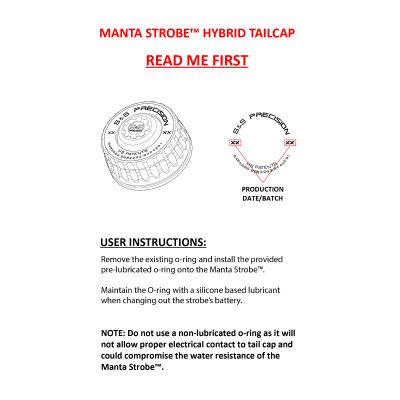 MANTA STROBE™ HYBRID TAILCAP
READ ME FIRST
S&S PRECISION
XX XX
US PATENTS
S&S PRECISION
XX XX
US PATENTS
PRODUCTION
DATE/BATCH
USER INSTRUCTIONS:
Remove the existing o-ring and install the provided
pre-lubricated o-ring onto the Manta Strobe™.
Maintain the O-ring with a silicone based lubricant
when changing out the strobe's battery.
NOTE: Do not use a non-lubricated o-ring as it will
not allow proper electrical contact to tail cap and
could compromise the water resistance of the
Manta Strobe™.